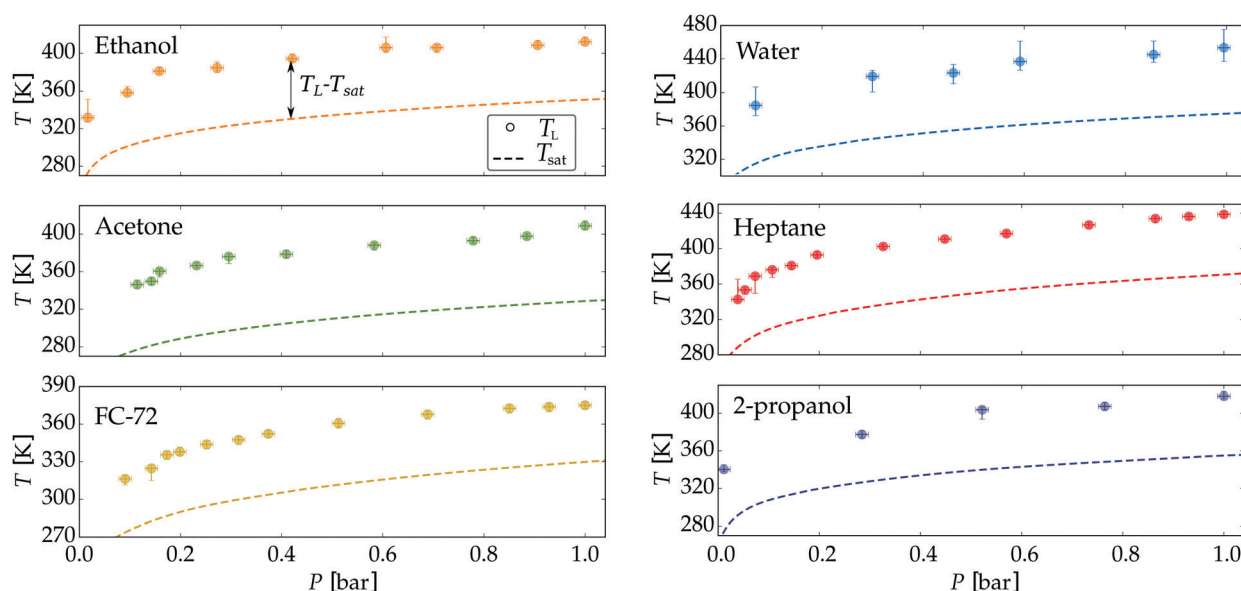 Ethanol
T [K]
400
360
320
280
T_L-T_sat
T_L
T_sat
Water
T [K]
480
440
400
360
300
Acetone
T [K]
400
360
320
280
Heptane
T [K]
440
400
360
320
280
FC-72
T [K]
390
360
330
300
270
0.0 0.2 0.4 0.6 0.8 1.0
P [bar]
2-propanol
T [K]
400
360
320
280
0.0 0.2 0.4 0.6 0.8 1.0
P [bar]